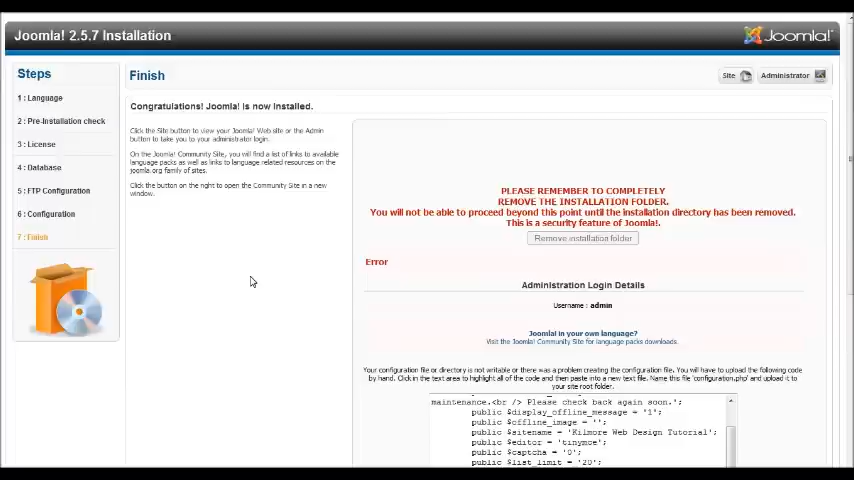 Joomla! 2.5.7 Installation
Joomla!
Steps
1 : Language
2 : Pre-Installation check
3 : License
4 : Database
5 : FTP Configuration
6 : Configuration
7 : Finish
Finish
Site
Administrator
Congratulations! Joomla! is now installed.
Click the Site button to view your Joomla! Web site or the Admin
button to take you to your administrator login.
On the Joomla! Community Site, you will find a list of links to available
language packs as well as links to language related resources on the
joomla.org family of sites.
Click the button on the right to open the Community Site in a new
window.
PLEASE REMEMBER TO COMPLETELY
REMOVE THE INSTALLATION FOLDER.
You will not be able to proceed beyond this point until the installation directory has been removed.
This is a security feature of Joomla!.
Remove installation folder
Error
Administration Login Details
Username : admin
Joomla! in your own language?
Visit the Joomla! Community Site for language packs downloads.
Your configuration file or directory is not writable or there was a problem creating the configuration file. You will have to upload the following code
by hand. Click in the text area to highlight all of the code and then paste into a new text file. Name this file 'configuration.php' and upload it to
your site root folder.
maintenance.<br /> Please check back again soon.';
public $display_offline_message = '1';
public $offline_image = '';
public $sitename = 'Kilmore Web Design Tutorial';
public $editor = 'tinymce';
public $captcha = '0';
public $list_limit = '20';